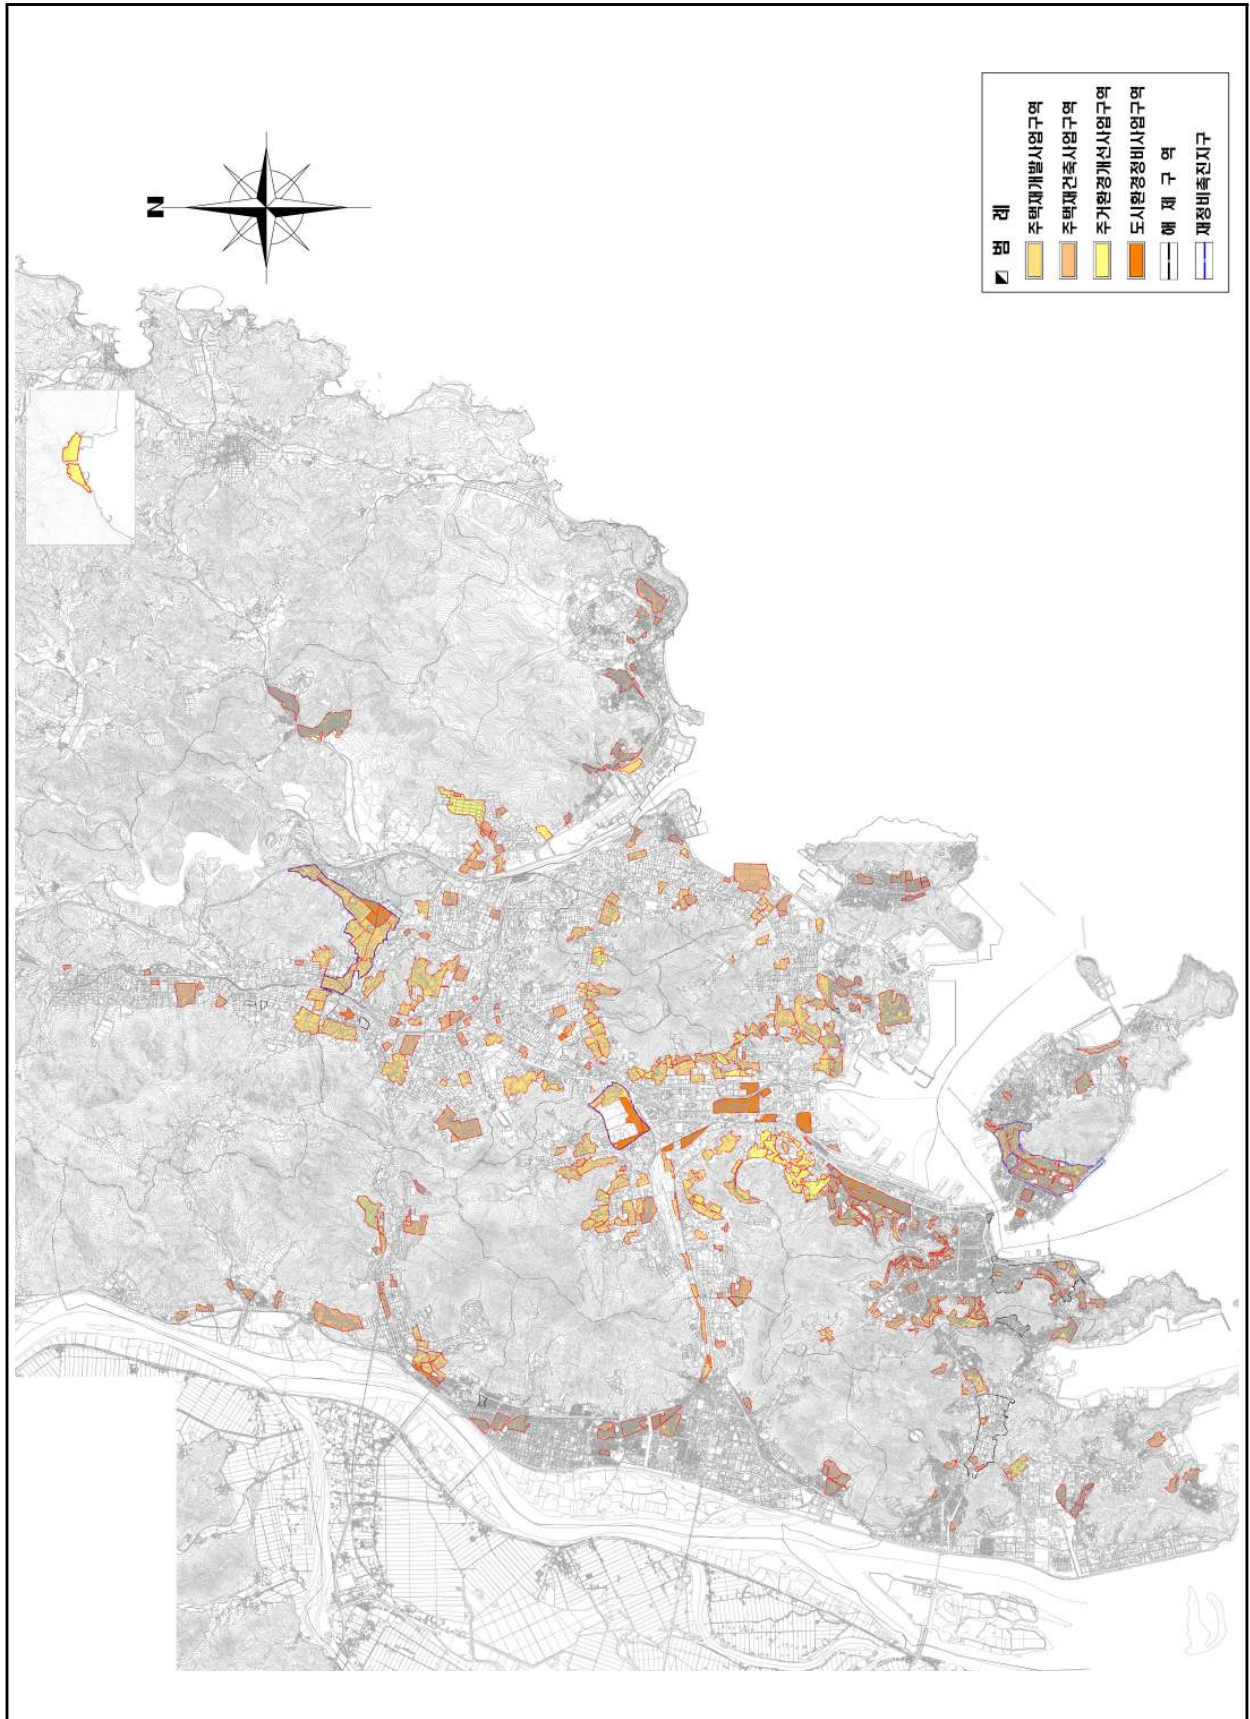 N
범 례
주택재개발사업구역
주택재건축사업구역
주거환경개선사업구역
도시환경정비사업구역
해 제 구 역
재정비촉진지구